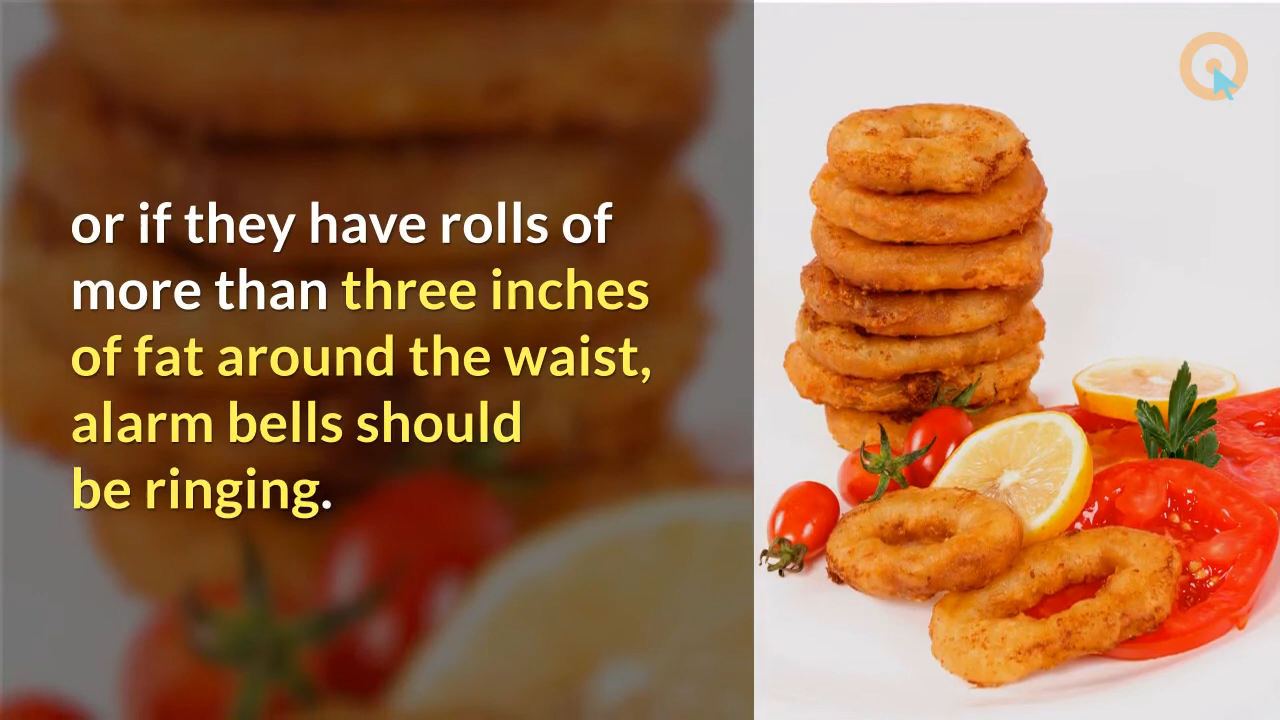 or if they have rolls of
more than three inches
of fat around the waist,
alarm bells should
be ringing.